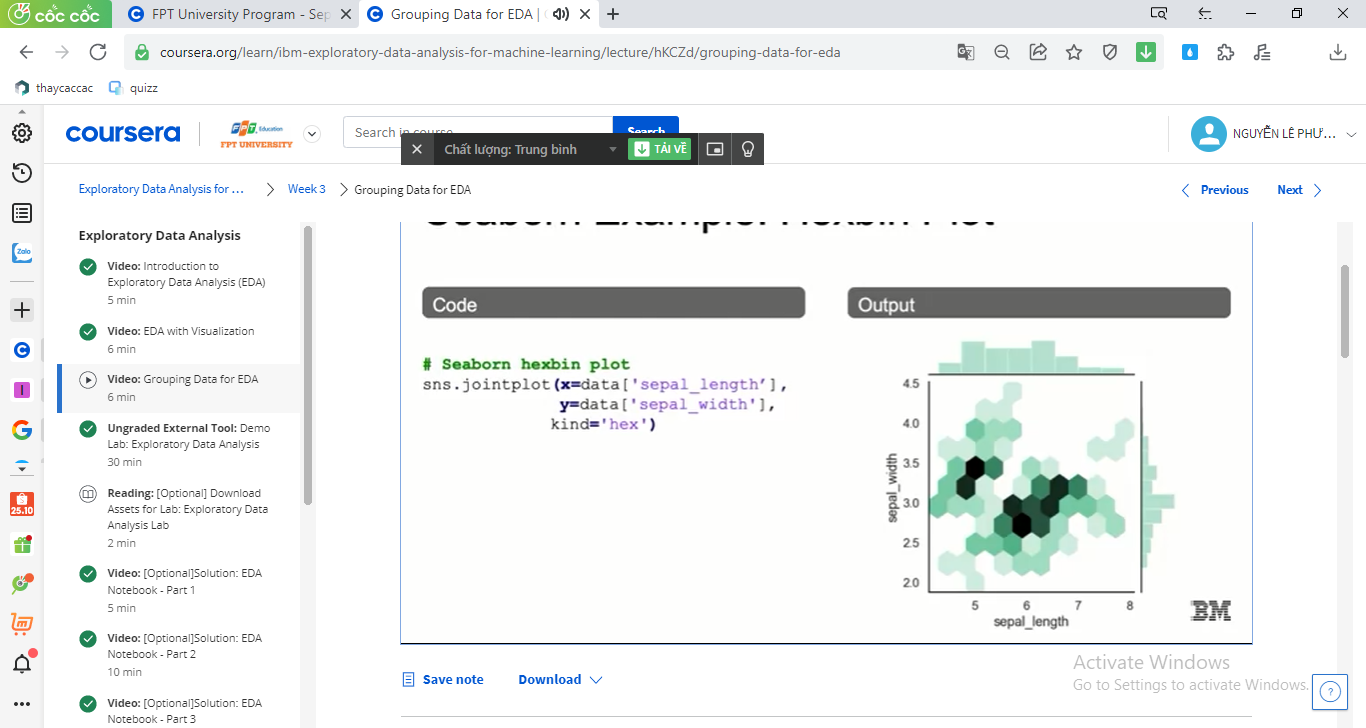 cốc cốc
FPT University Program - Sep
Grouping Data for EDA | 
coursera.org/learn/ibm-exploratory-data-analysis-for-machine-learning/lecture/hKCZd/grouping-data-for-eda
thaycaccac
quizz
coursera
FPT Education
FPT UNIVERSITY
Search in course
Search
NGUYỄN LÊ PHƯ...
Chất lượng: Trung bình
TẢI VỀ
Exploratory Data Analysis for ...
Week 3
Grouping Data for EDA
Previous
Next
Zalo
25.10
Exploratory Data Analysis
Video: Introduction to
Exploratory Data Analysis (EDA)
5 min
Video: EDA with Visualization
6 min
Video: Grouping Data for EDA
6 min
Ungraded External Tool: Demo
Lab: Exploratory Data Analysis
30 min
Reading: [Optional] Download
Assets for Lab: Exploratory Data
Analysis Lab
2 min
Video: [Optional]Solution: EDA
Notebook - Part 1
5 min
Video: [Optional]Solution: EDA
Notebook - Part 2
10 min
Video: [Optional]Solution: EDA
Notebook - Part 3
Seaborn Example: Hexbin Plot
Code
# Seaborn hexbin plot
sns.jointplot(x=data['sepal_length'],
y=data['sepal_width'],
kind='hex')
Output
4.5
4.0
3.5
3.0
2.5
2.0
sepal_width
5 6 7 8
sepal_length
IBM
Save note
Download
Activate Windows
Go to Settings to activate Windows.